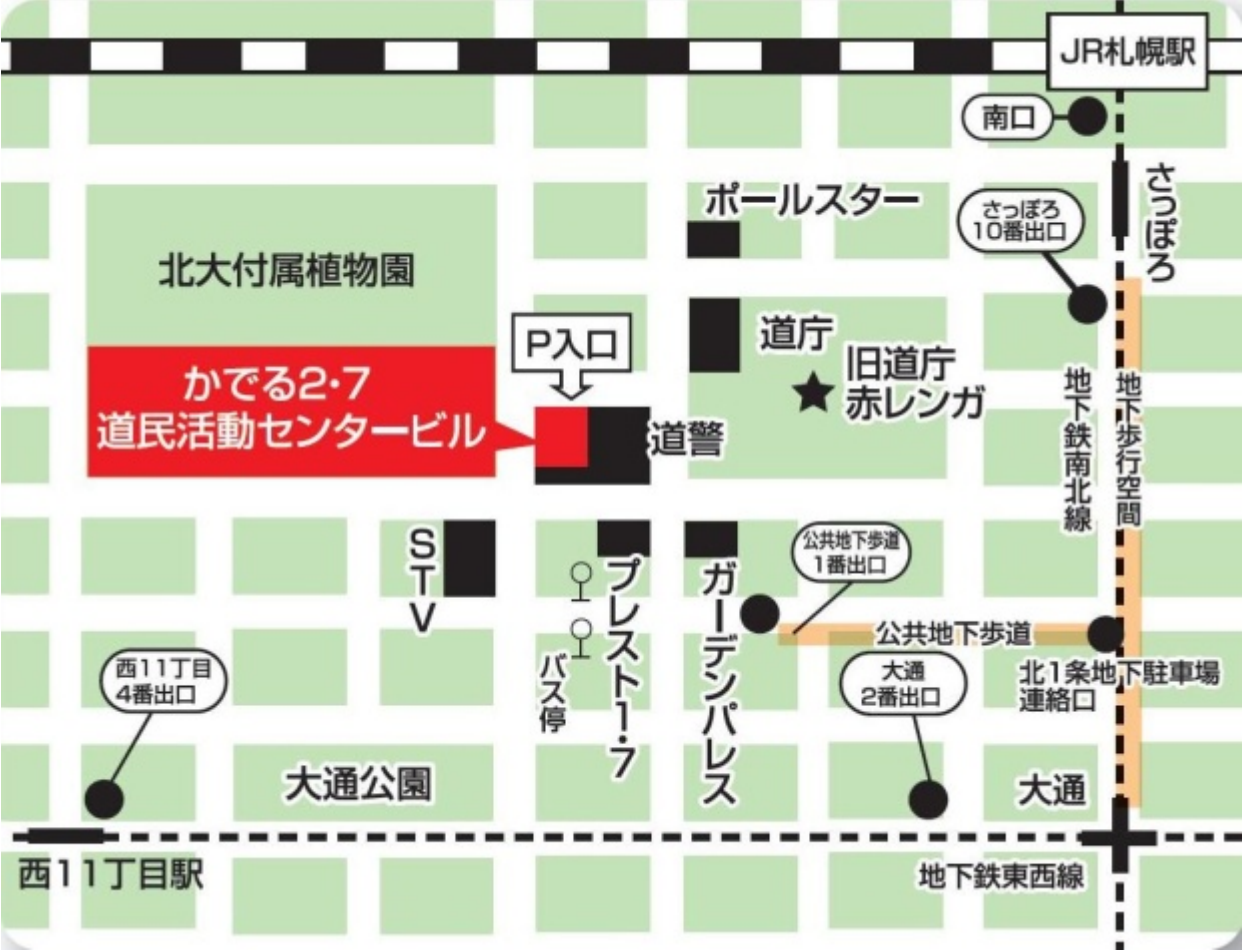 JR札幌駅
南口
さっぽろ
ポールスター
さっぽろ
10番出口
北大付属植物園
P入口
道庁
旧道庁
赤レンガ
かでる2・7
道民活動センタービル
道警
地下鉄南北線
地下歩行空間
STV
プレスト1・7
ガーデンパレス
公共地下歩道
1番出口
公共地下歩道
バス停
西11丁目
4番出口
大通
2番出口
北1条地下駐車場
連絡口
大通公園
大通
西11丁目駅
地下鉄東西線